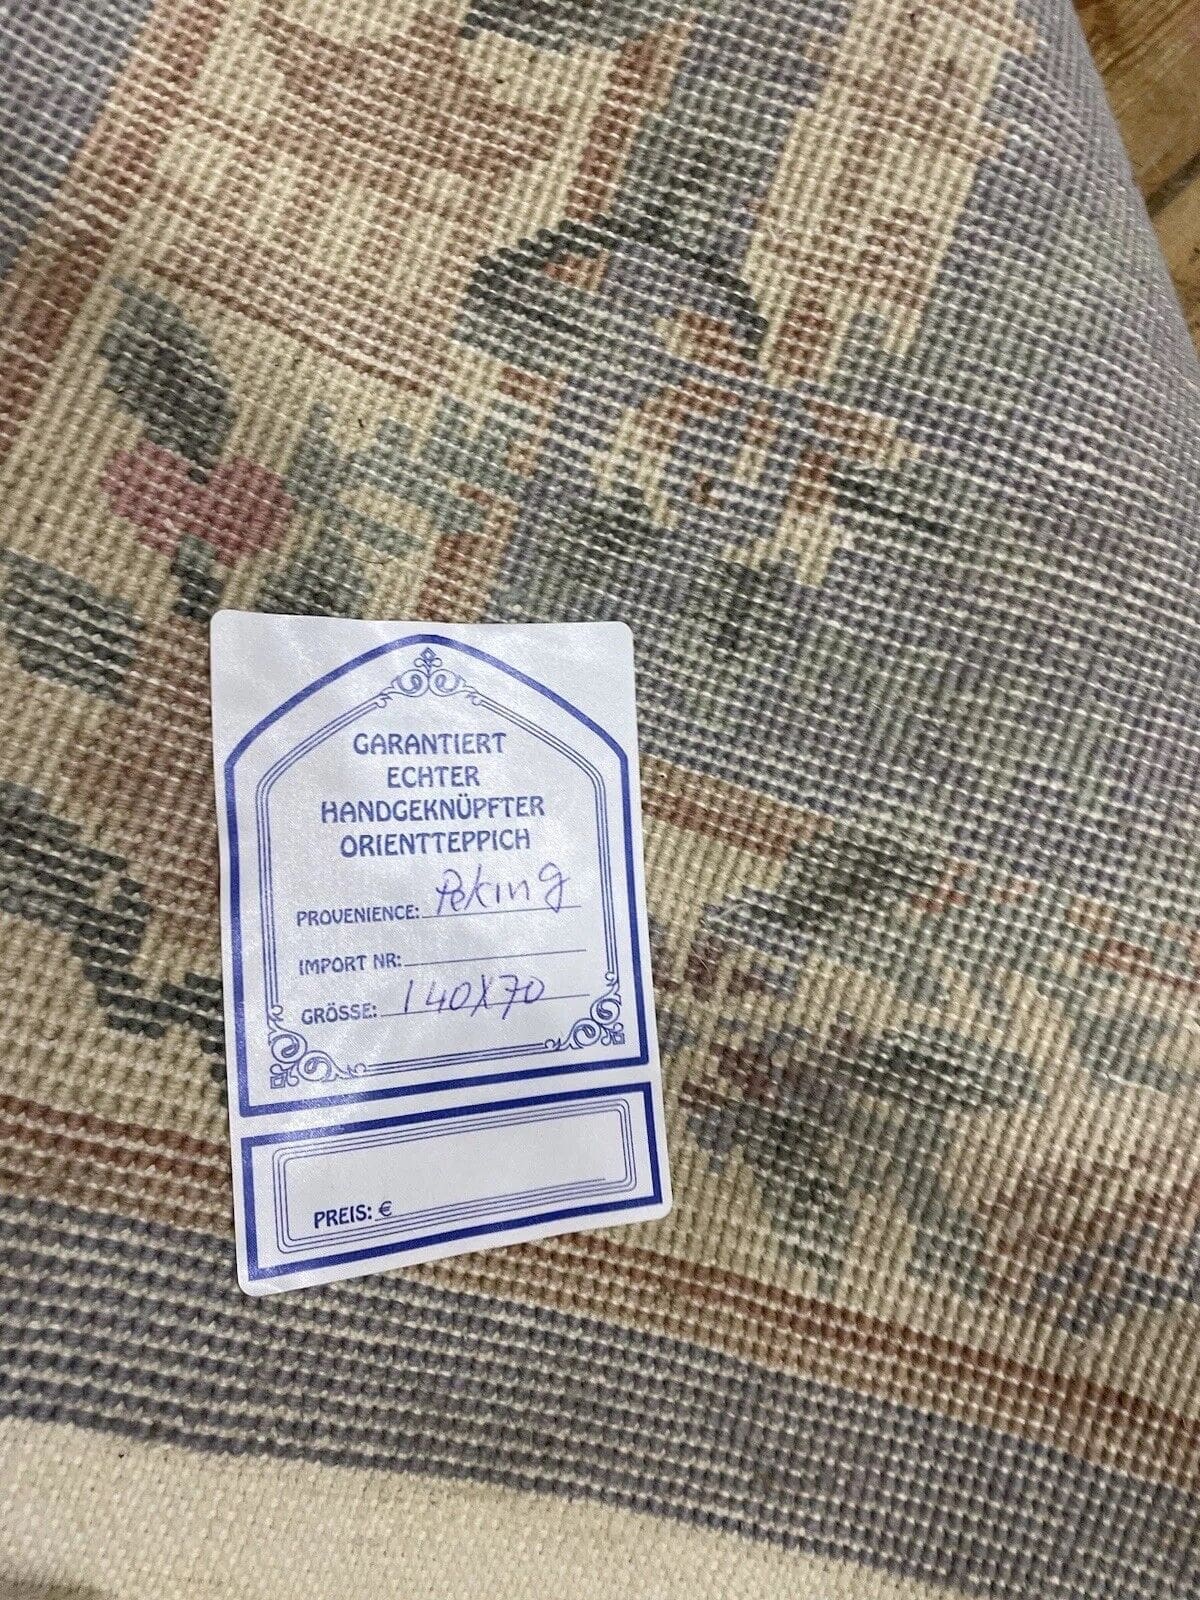 GARANTIERT
ECHTER
HANDGEKNÜPFTER
ORIENTTEPPICH
PROVENIENCE: Peking
IMPORT NR:
GRÖSSE: 140X70
PREIS: €